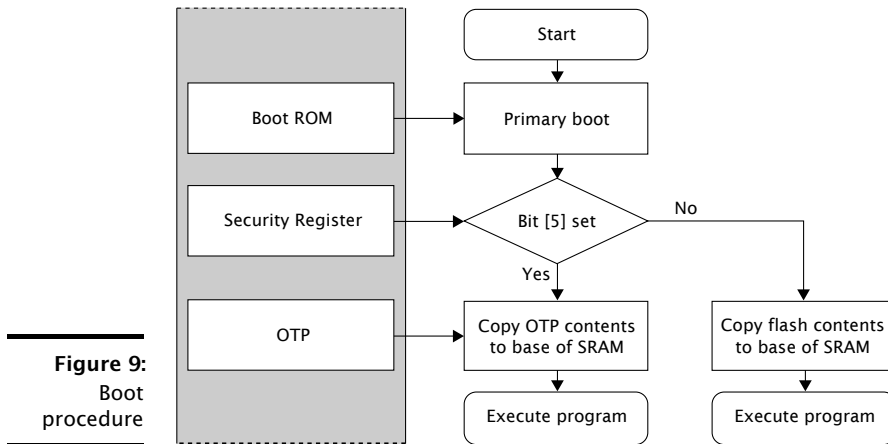 Start
Boot ROM
Primary boot
Security Register
Bit [5] set
No
Yes
OTP
Copy OTP contents
to base of SRAM
Copy flash contents
to base of SRAM
Execute program
Execute program
Figure 9:
Boot
procedure